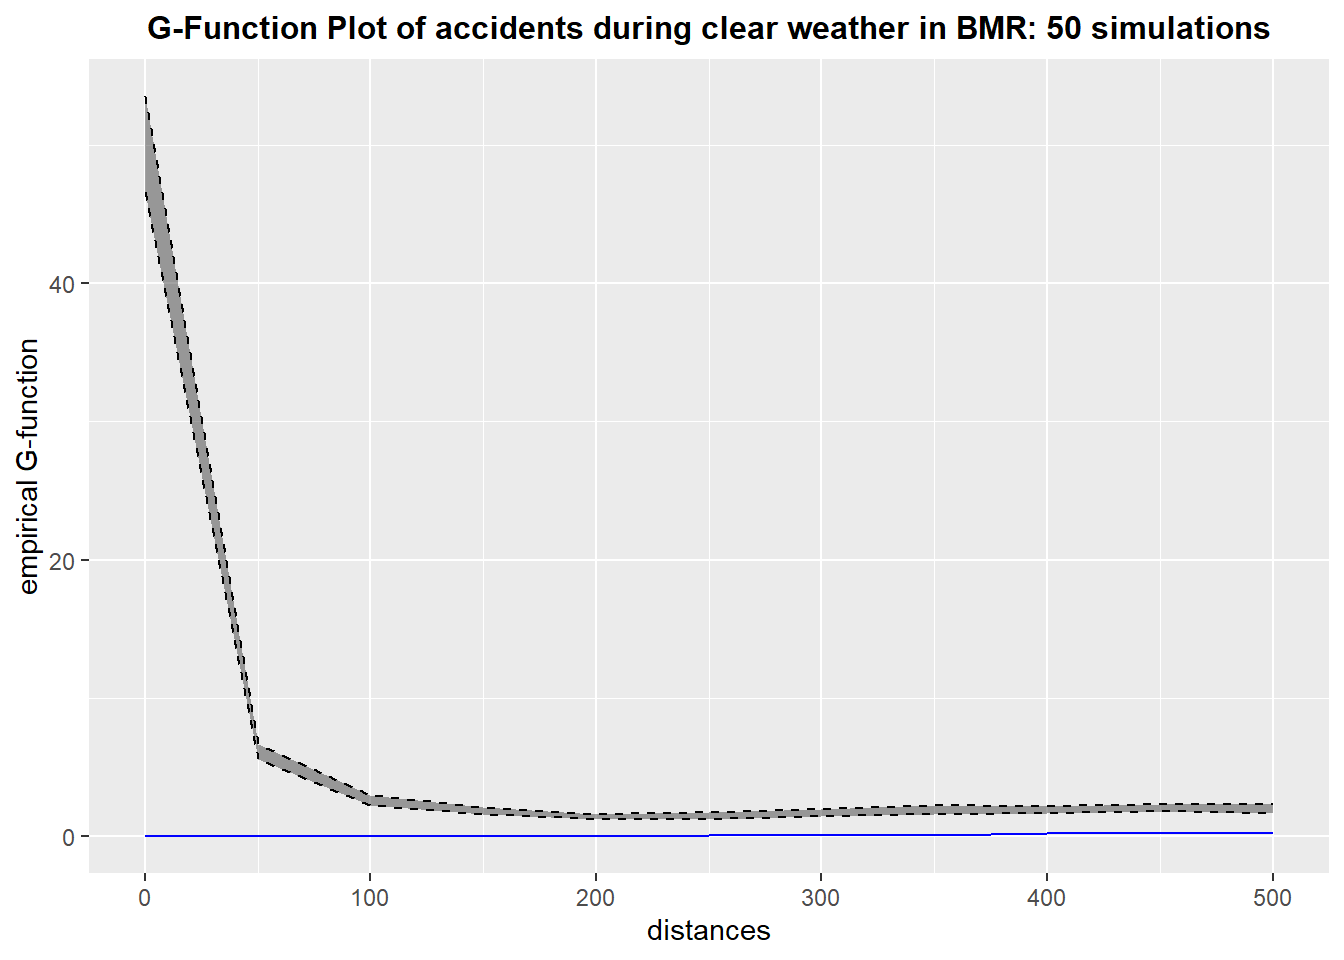 G-Function Plot of accidents during clear weather in BMR: 50 simulations
empirical G-function
40
20
0
0 100 200 300 400 500
distances